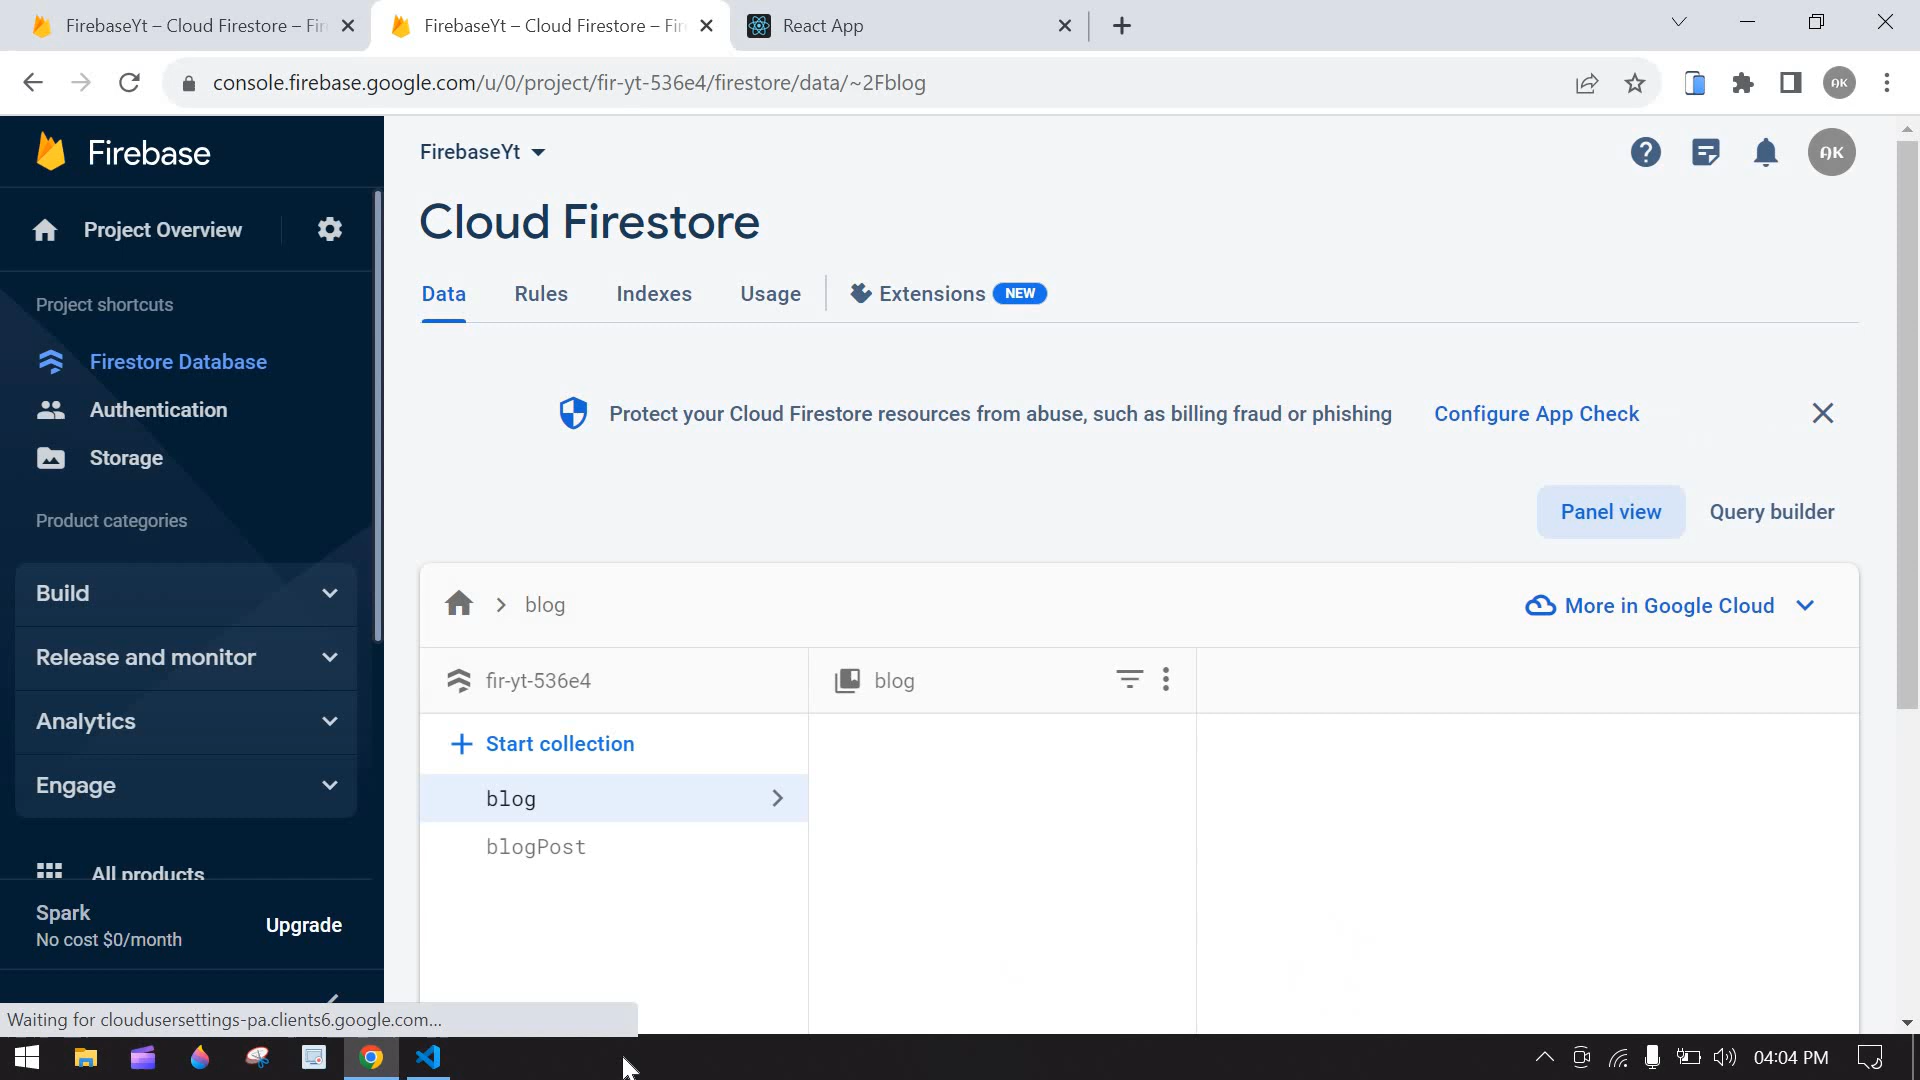 FirebaseYt – Cloud Firestore – Fir
FirebaseYt – Cloud Firestore – Fir
React App
console.firebase.google.com/u/0/project/fir-yt-536e4/firestore/data/~2Fblog
AK
Firebase
FirebaseYt
AK
Cloud Firestore
Project Overview
Data
Rules
Indexes
Usage
Extensions
NEW
Project shortcuts
Firestore Database
Authentication
Storage
Protect your Cloud Firestore resources from abuse, such as billing fraud or phishing
Configure App Check
Product categories
Panel view
Query builder
Build
Release and monitor
Analytics
Engage
All products
blog
More in Google Cloud
fir-yt-536e4
blog
Start collection
blog
blogPost
Spark
No cost $0/month
Upgrade
Waiting for cloudusersettings-pa.clients6.google.com...
04:04 PM